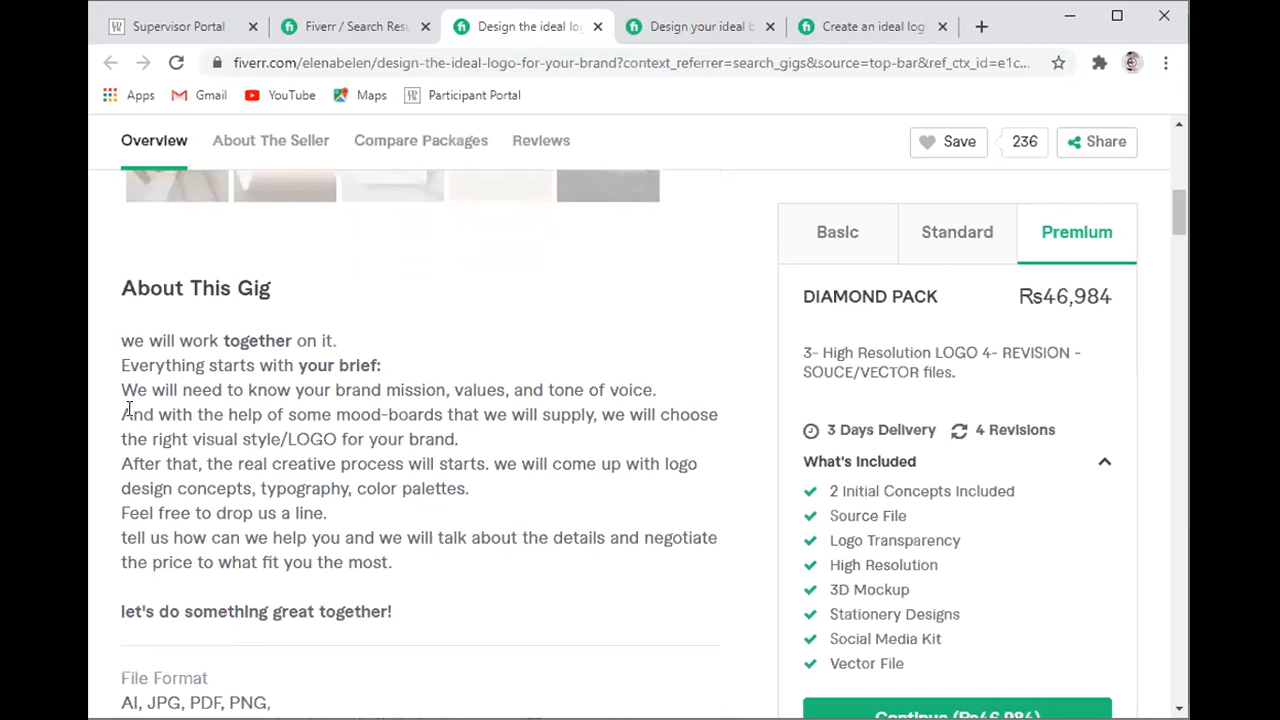 Supervisor Portal
Fiverr / Search Resu
Design the ideal log
Design your ideal b
Create an ideal log
fiverr.com/elenabelen/design-the-ideal-logo-for-your-brand?context_referrer=search_gigs&source=top-bar&ref_ctx_id=e1c...
Apps Gmail YouTube Maps Participant Portal
Overview About The Seller Compare Packages Reviews
Save 236 Share
About This Gig
we will work together on it.
Everything starts with your brief:
We will need to know your brand mission, values, and tone of voice.
And with the help of some mood-boards that we will supply, we will choose
the right visual style/LOGO for your brand.
After that, the real creative process will starts. we will come up with logo
design concepts, typography, color palettes.
Feel free to drop us a line.
tell us how can we help you and we will talk about the details and negotiate
the price to what fit you the most.
let's do something great together!
File Format
AI, JPG, PDF, PNG,
Basic Standard Premium
DIAMOND PACK Rs46,984
3- High Resolution LOGO 4- REVISION -
SOUCE/VECTOR files.
3 Days Delivery 4 Revisions
What's Included
2 Initial Concepts Included
Source File
Logo Transparency
High Resolution
3D Mockup
Stationery Designs
Social Media Kit
Vector File
Continue (Rs46,984)